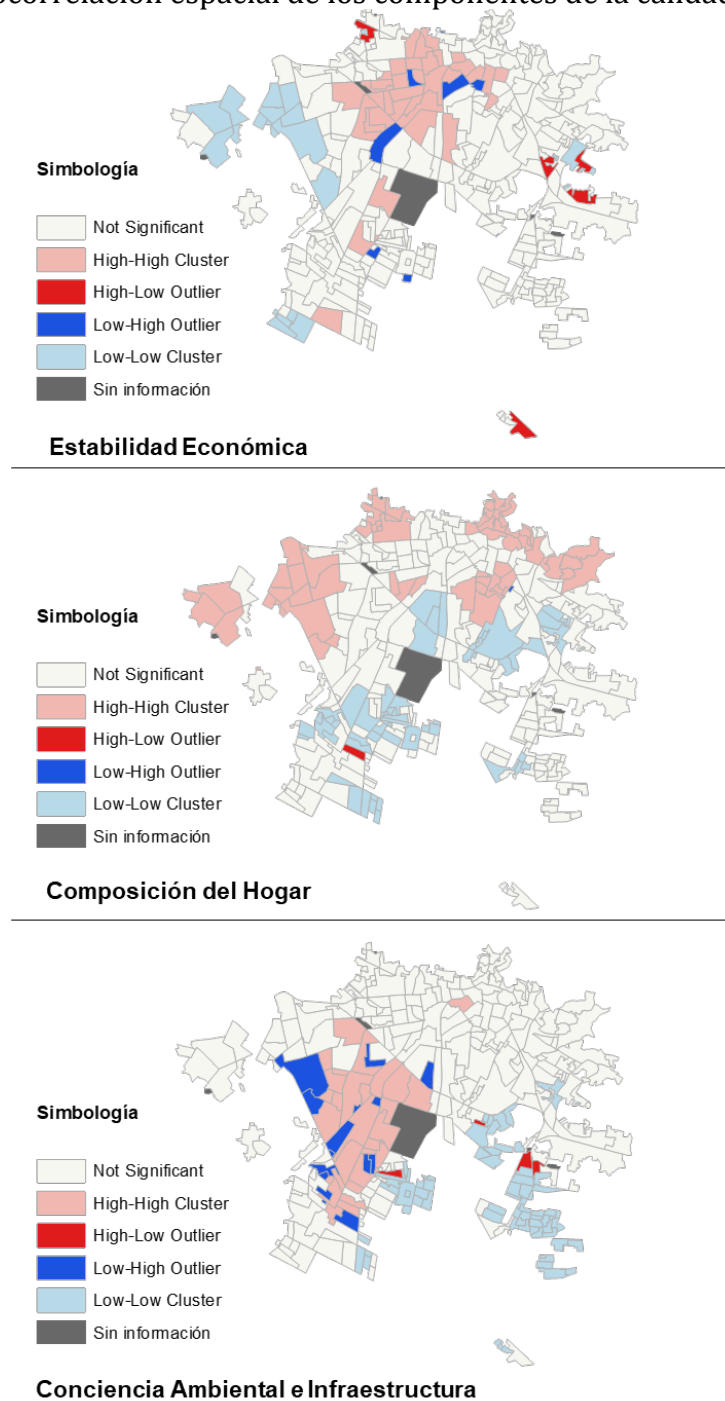 ocorrelación espacial de los componentes de la calidad
Simbología
Not Significant
High-High Cluster
High-Low Outlier
Low-High Outlier
Low-Low Cluster
Sin información
Estabilidad Económica
Simbología
Not Significant
High-High Cluster
High-Low Outlier
Low-High Outlier
Low-Low Cluster
Sin información
Composición del Hogar
Simbología
Not Significant
High-High Cluster
High-Low Outlier
Low-High Outlier
Low-Low Cluster
Sin información
Conciencia Ambiental e Infraestructura